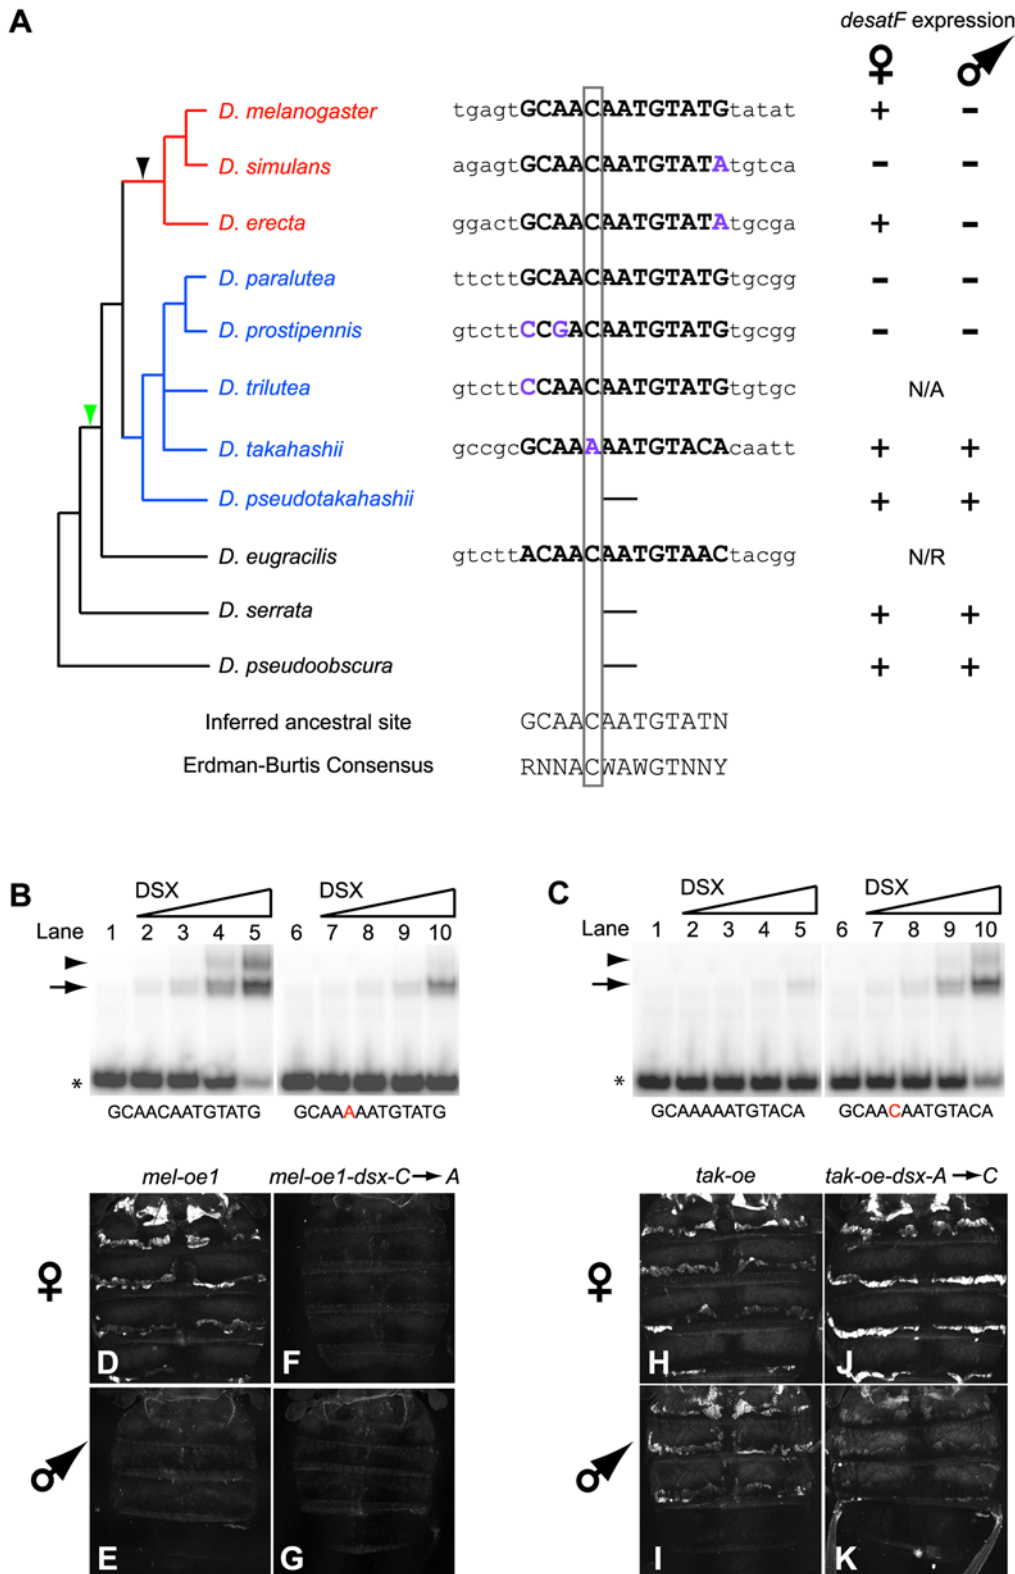 A
desatF expression
♀ ♂
D. melanogaster tgagtGCAACAATGTATGtatat + -
D. simulans agagtGCAACAATGTATAtgtca - -
D. erecta ggactGCAACAATGTATAtgcga + -
D. paralutea ttcttGCAACAATGTATGtgcgg - -
D. prostipennis gtcttCCGACAATGTATGtgcgg - -
D. trilutea gtcttCCAACAATGTATGtgtgc N/A
D. takahashii gccgcGCAAAAATGTACAcaatt + +
D. pseudotakahashii — + +
D. eugracilis gtcttACAACAATGTAACtacgg N/R
D. serrata — + +
D. pseudoobscura — + +
Inferred ancestral site GCAACAATGTATN
Erdman-Burtis Consensus RNNACWAWGTNNY
B
DSX DSX
Lane 1 2 3 4 5 6 7 8 9 10
*
GCAACAATGTATG GCAAAAATGTATG
C
DSX DSX
Lane 1 2 3 4 5 6 7 8 9 10
*
GCAAAAATGTACA GCAACAATGTACA
mel-oe1 mel-oe1-dsx-C→A
♀
D F
♂
E G
tak-oe tak-oe-dsx-A→C
♀
H J
♂
I K